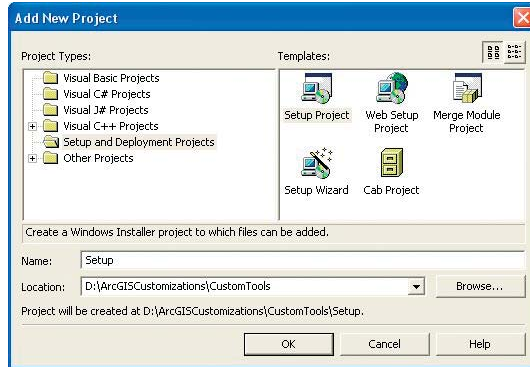 Add New Project
Project Types:
Templates:
Visual Basic Projects
Visual C# Projects
Visual J# Projects
Visual C++ Projects
Setup and Deployment Projects
Other Projects
Setup Project
Web Setup
Project
Merge Module
Project
Setup Wizard
Cab Project
Create a Windows Installer project to which files can be added.
Name:
Setup
Location:
D:\ArcGISCustomizations\CustomTools
Browse...
Project will be created at D:\ArcGISCustomizations\CustomTools\Setup.
OK
Cancel
Help